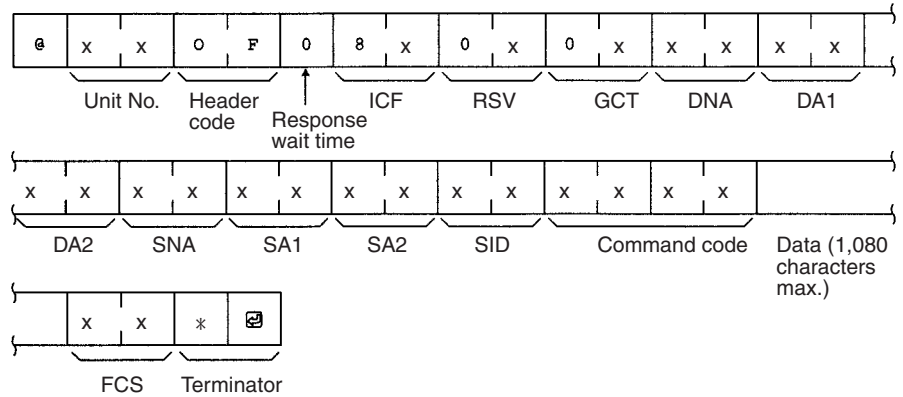 @ x x O F 0 8 x 0 x 0 x x x x x
Unit No. Header code Response wait time ICF RSV GCT DNA DA1
x x x x x x x x x x x x x x
DA2 SNA SA1 SA2 SID Command code Data (1,080 characters max.)
x x * ↵
FCS Terminator